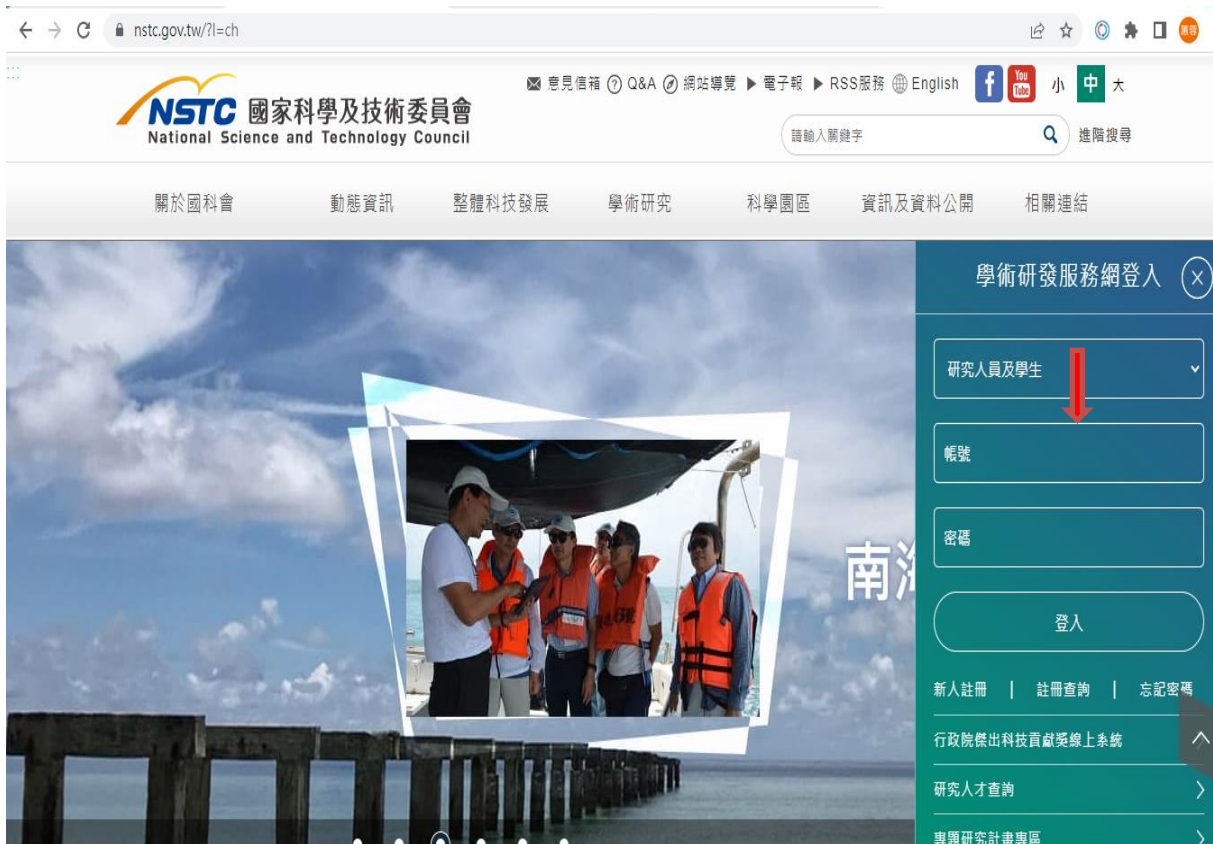 nstc.gov.tw/?l=ch
意見信箱 Q&A 網站導覽 電子報 RSS服務 English f You Tube 小 中 大
NSTC 國家科學及技術委員會
National Science and Technology Council
請輸入關鍵字 進階搜尋
關於國科會 動態資訊 整體科技發展 學術研究 科學園區 資訊及資料公開 相關連結
學術研發服務網登入
研究人員及學生
帳號
密碼
南海
登入
新人註冊 | 註冊查詢 | 忘記密碼
行政院傑出科技貢獻獎線上系統
研究人才查詢
專題研究計畫專區